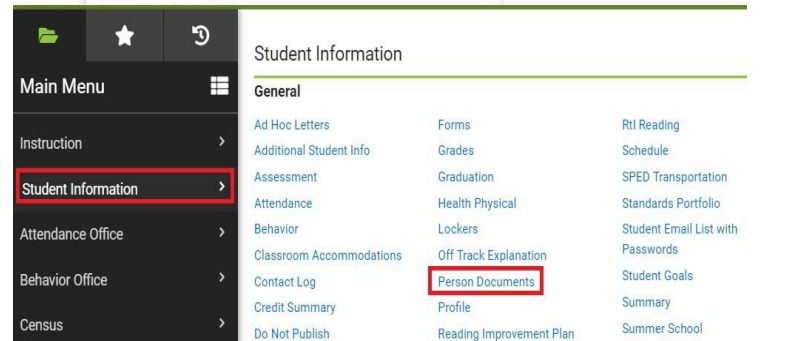 Student Information
Main Menu
General
Instruction
Student Information
Attendance Office
Behavior Office
Census
Ad Hoc Letters
Additional Student Info
Assessment
Attendance
Behavior
Classroom Accommodations
Contact Log
Credit Summary
Do Not Publish
Forms
Grades
Graduation
Health Physical
Lockers
Off Track Explanation
Person Documents
Profile
Reading Improvement Plan
RtI Reading
Schedule
SPED Transportation
Standards Portfolio
Student Email List with
Passwords
Student Goals
Summary
Summer School